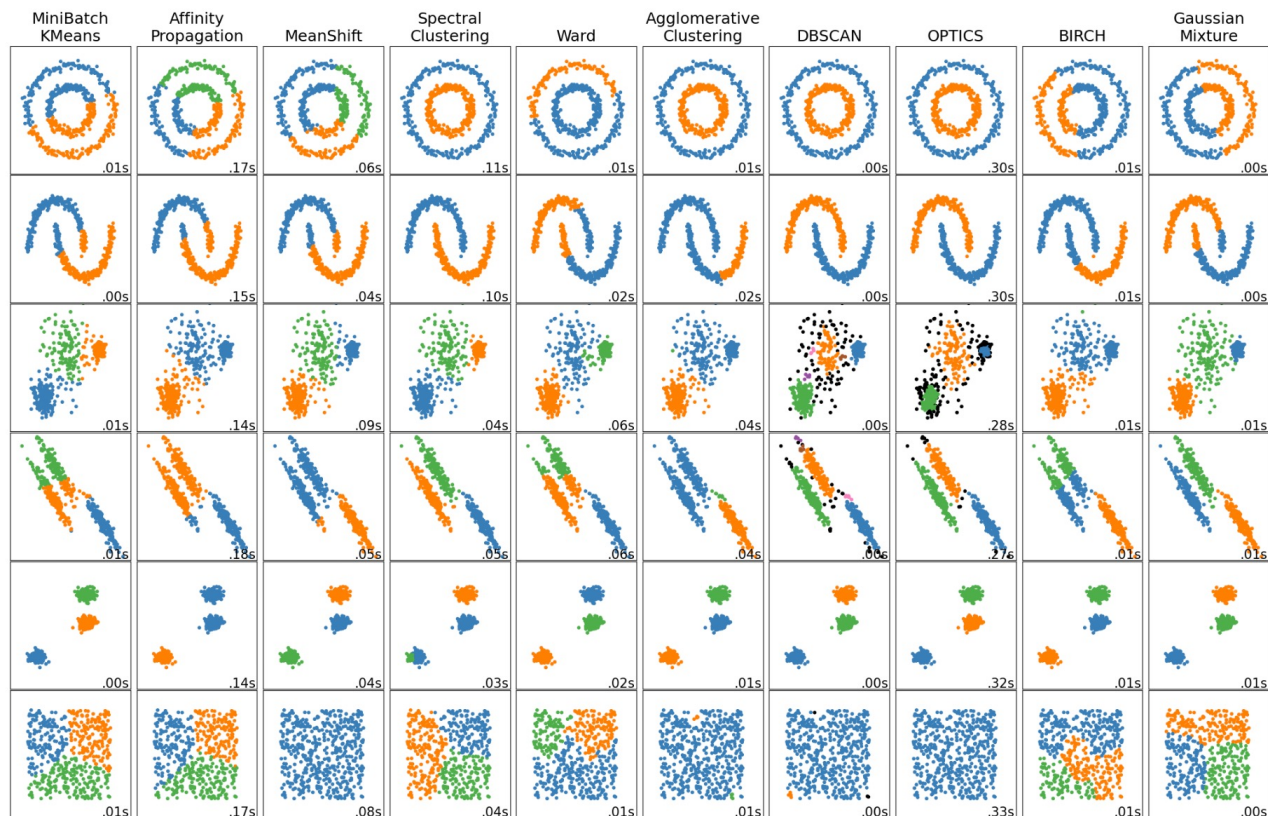 MiniBatch
KMeans
Affinity
Propagation
MeanShift
Spectral
Clustering
Ward
Agglomerative
Clustering
DBSCAN
OPTICS
BIRCH
Gaussian
Mixture
.01s .17s .06s .11s .01s .01s .00s .30s .01s .00s
.00s .15s .04s .10s .02s .02s .00s .30s .01s .00s
.01s .14s .09s .04s .06s .04s .00s .28s .01s .01s
.01s .18s .05s .05s .06s .04s .00s .27s .01s .01s
.00s .14s .04s .03s .02s .01s .00s .32s .01s .01s
.01s .17s .08s .04s .01s .01s .00s .33s .01s .00s